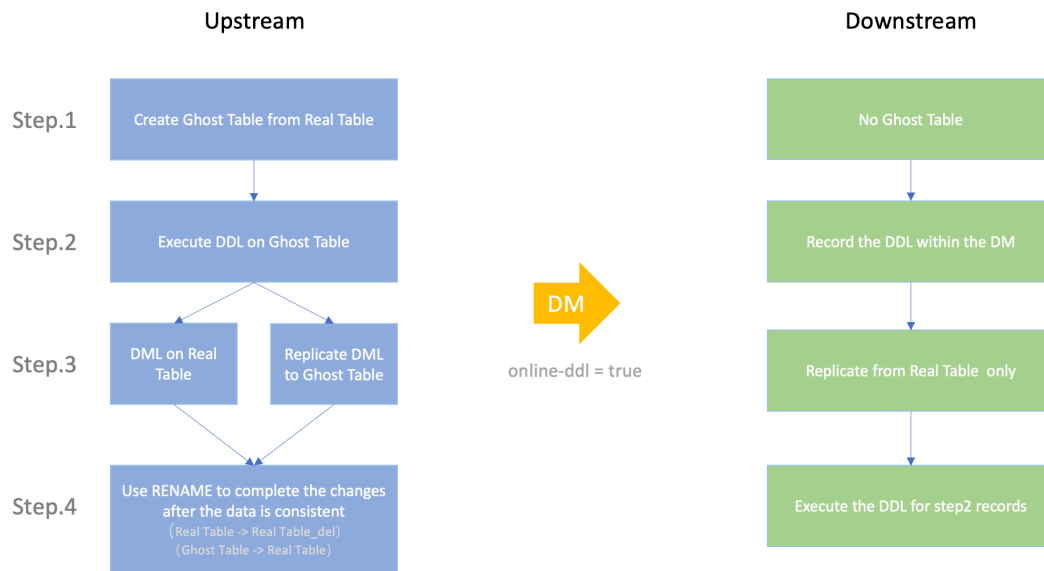 Upstream
Downstream
Step.1
Create Ghost Table from Real Table
No Ghost Table
Step.2
Execute DDL on Ghost Table
Record the DDL within the DM
DM
Step.3
DML on Real
Table
Replicate DML
to Ghost Table
online-ddl = true
Replicate from Real Table only
Step.4
Use RENAME to complete the changes
after the data is consistent
(Real Table -> Real Table_del)
(Ghost Table -> Real Table)
Execute the DDL for step2 records